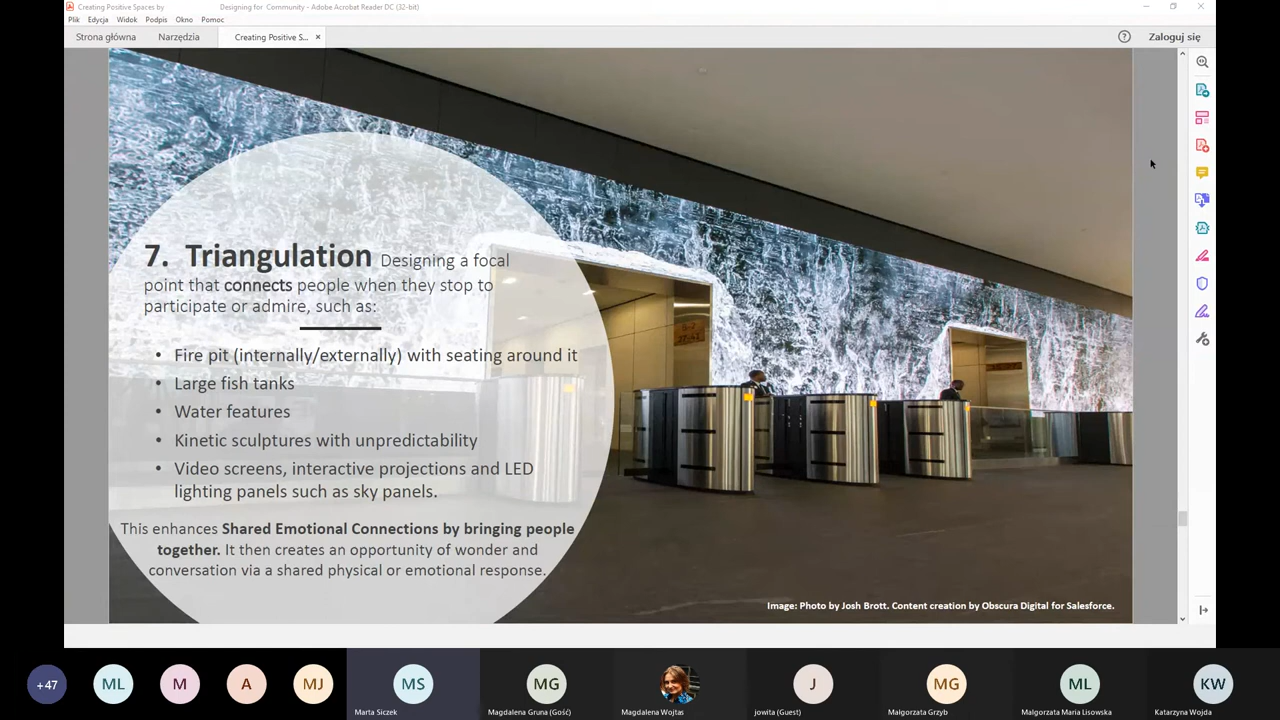 Creating Positive Spaces by Designing for Community - Adobe Acrobat Reader DC (32-bit)
Plik Edycja Widok Podpis Okno Pomoc
Strona główna Narzędzia Creating Positive S... × ? Zaloguj się
7. Triangulation Designing a focal
point that connects people when they stop to
participate or admire, such as:
• Fire pit (internally/externally) with seating around it
• Large fish tanks
• Water features
• Kinetic sculptures with unpredictability
• Video screens, interactive projections and LED
lighting panels such as sky panels.
This enhances Shared Emotional Connections by bringing people
together. It then creates an opportunity of wonder and
conversation via a shared physical or emotional response.
Image: Photo by Josh Brott. Content creation by Obscura Digital for Salesforce.
+47 ML M A MJ MS MG J MG ML KW
Marta Siczek Magdalena Gruna (Gość) Magdalena Wojtas jowita (Guest) Małgorzata Grzyb Małgorzata Maria Lisowska Katarzyna Wojda